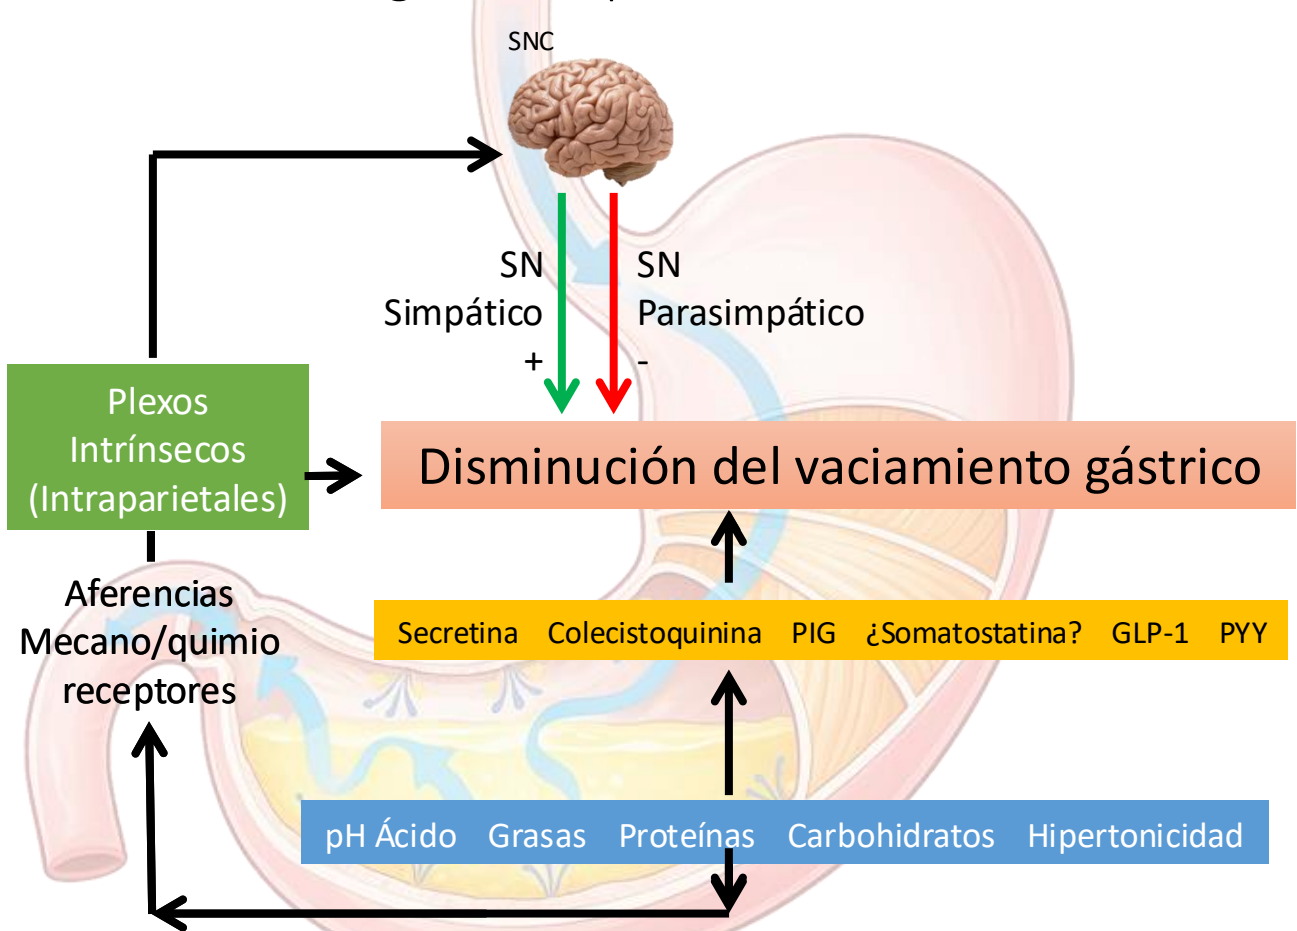 SNC
SN
Simpático
+
SN
Parasimpático
-
Plexos
Intrínsecos
(Intraparietales)
Disminución del vaciamiento gástrico
Aferencias
Mecano/quimio
receptores
Secretina Colecistoquinina PIG ¿Somatostatina? GLP-1 PYY
pH Ácido Grasas Proteínas Carbohidratos Hipertonicidad